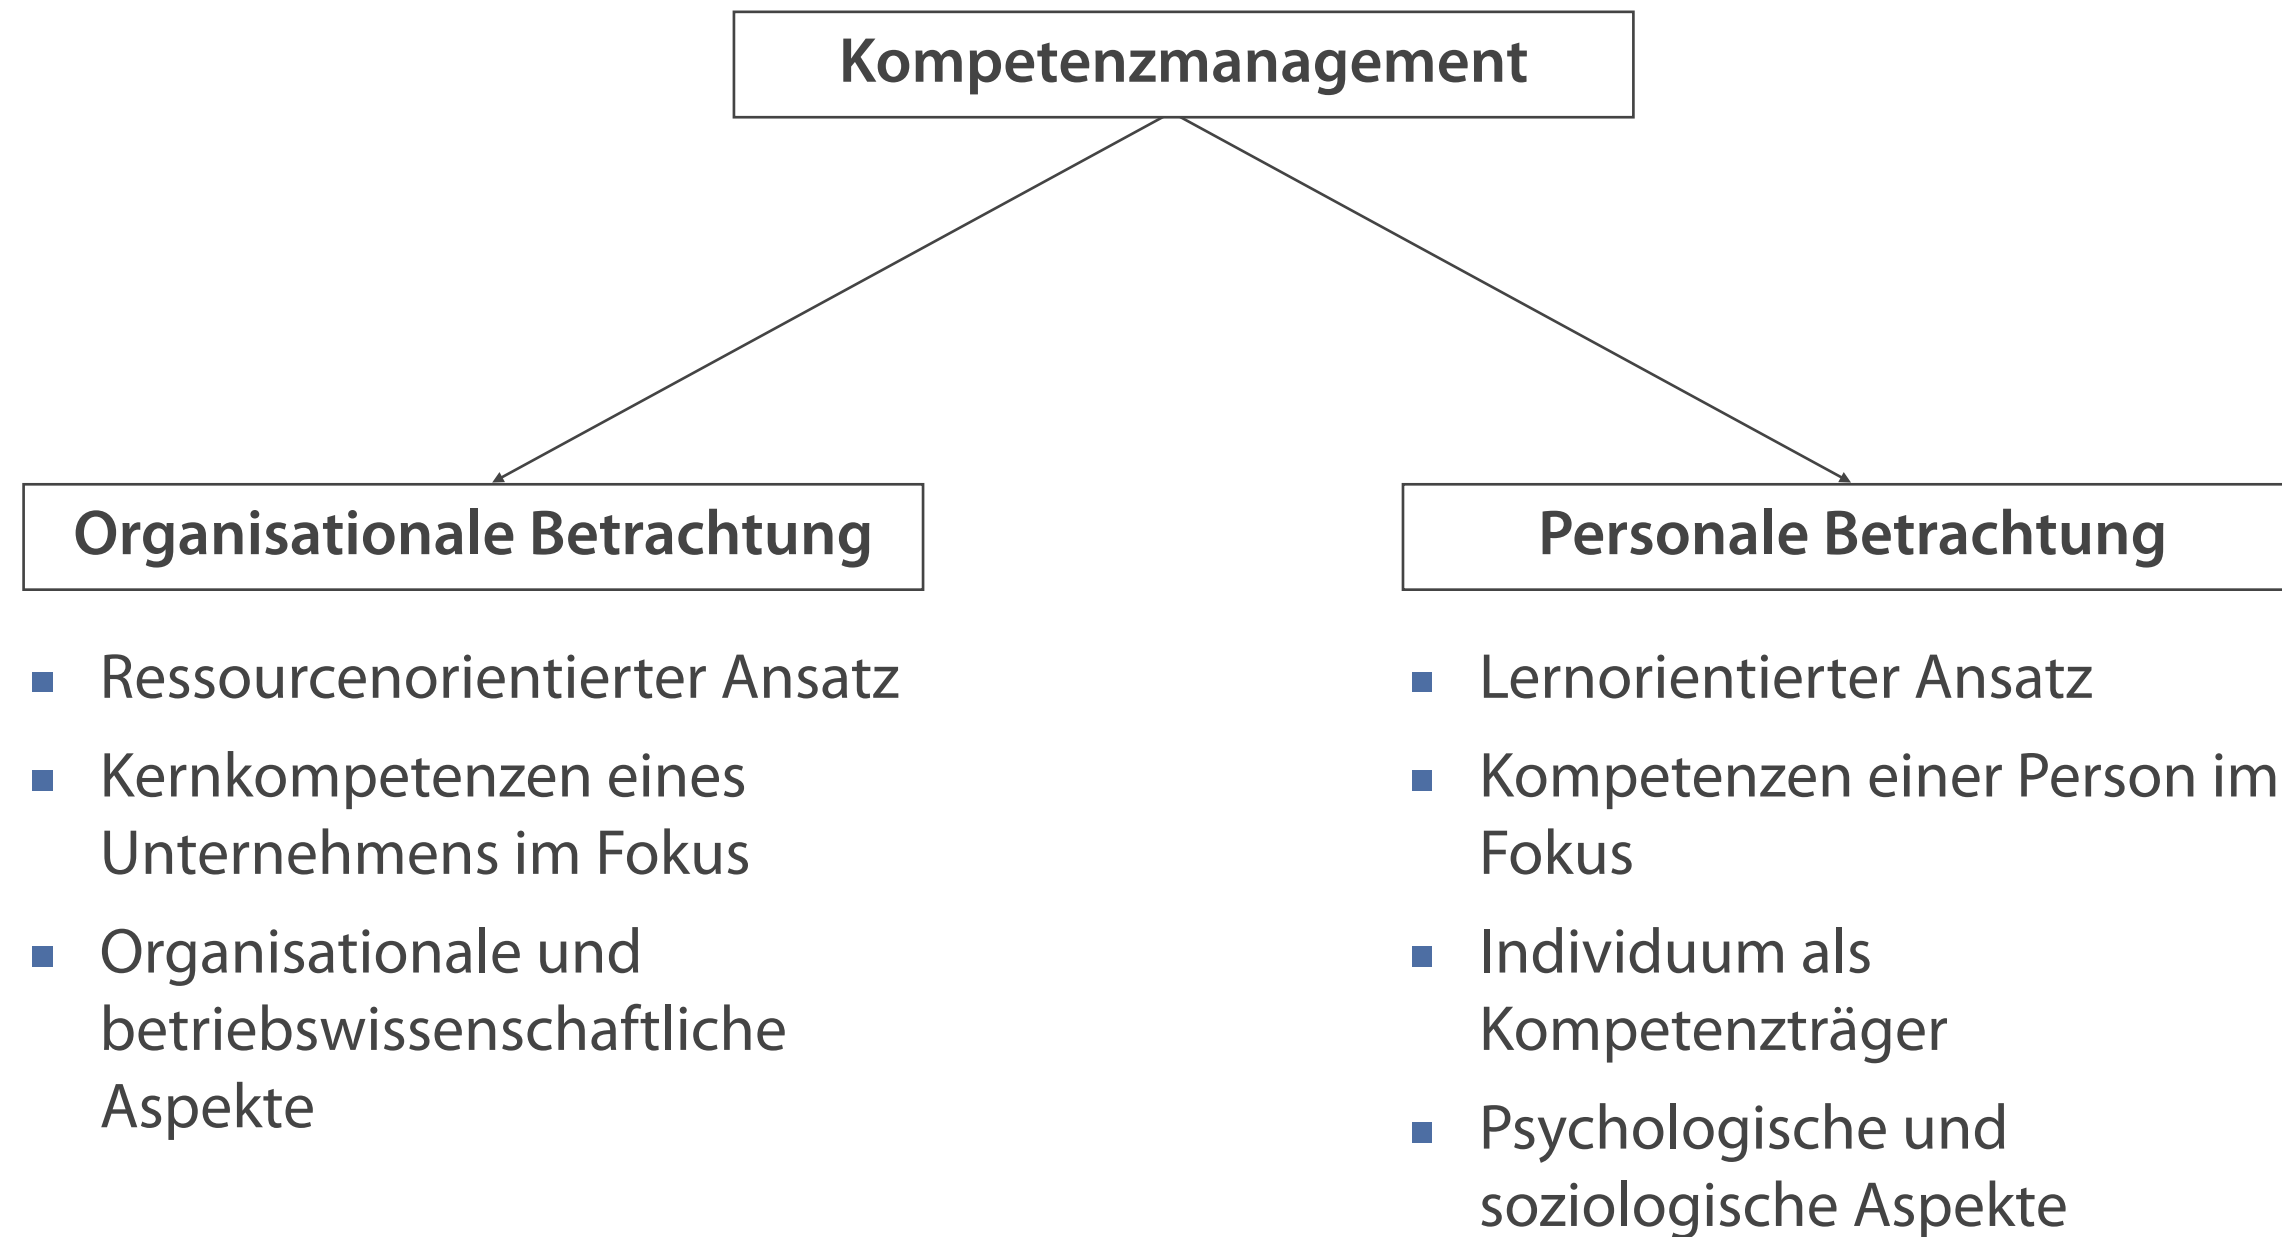 Kompetenzmanagement
Organisationale Betrachtung
Ressourcenorientierter Ansatz
Kernkompetenzen eines
Unternehmens im Fokus
Organisationale und
betriebswissenschaftliche
Aspekte
Personale Betrachtung
Lernorientierter Ansatz
Kompetenzen einer Person im
Fokus
Individuum als
Kompetenzträger
Psychologische und
soziologische Aspekte